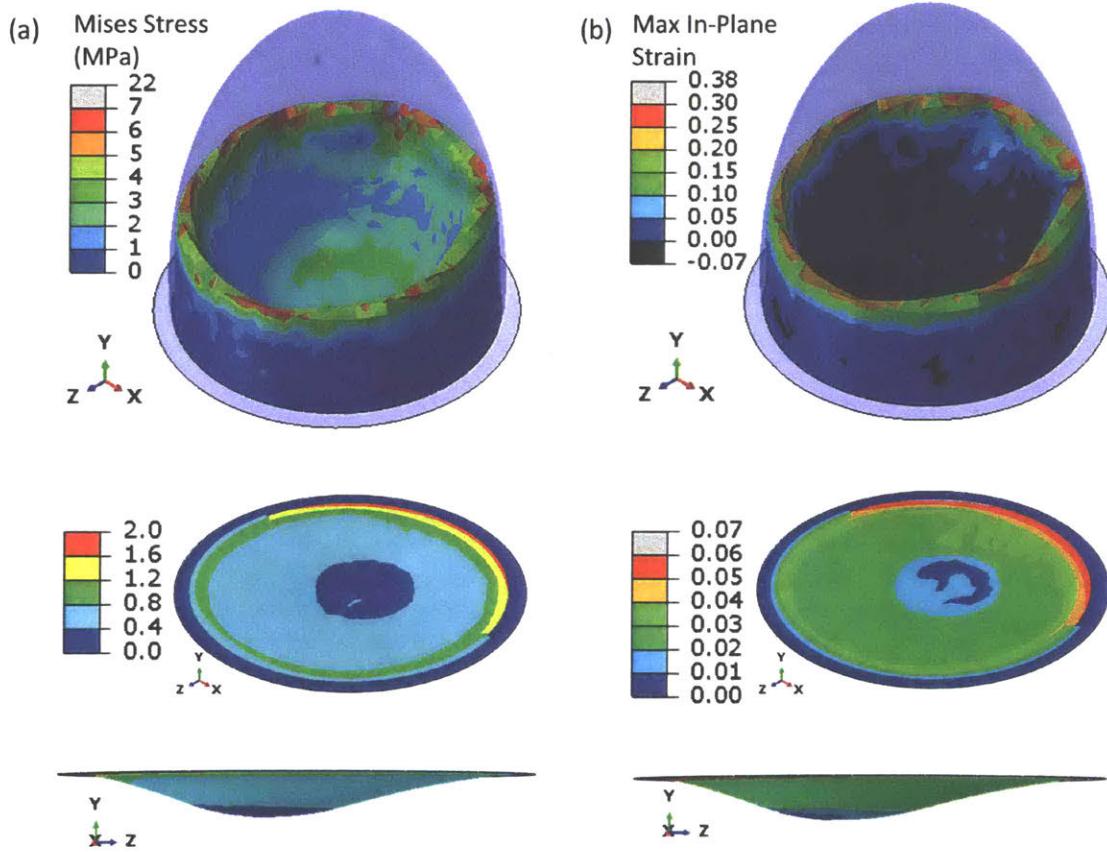 (a) Mises Stress
(MPa)
22
7
6
5
4
3
2
1
0
Y
Z X
(b) Max In-Plane
Strain
0.38
0.30
0.25
0.20
0.15
0.10
0.05
0.00
-0.07
Y
Z X
2.0
1.6
1.2
0.8
0.4
0.0
Y
Z X
0.07
0.06
0.05
0.04
0.03
0.02
0.01
0.00
Y
Z X
Y
X Z
Y
X Z